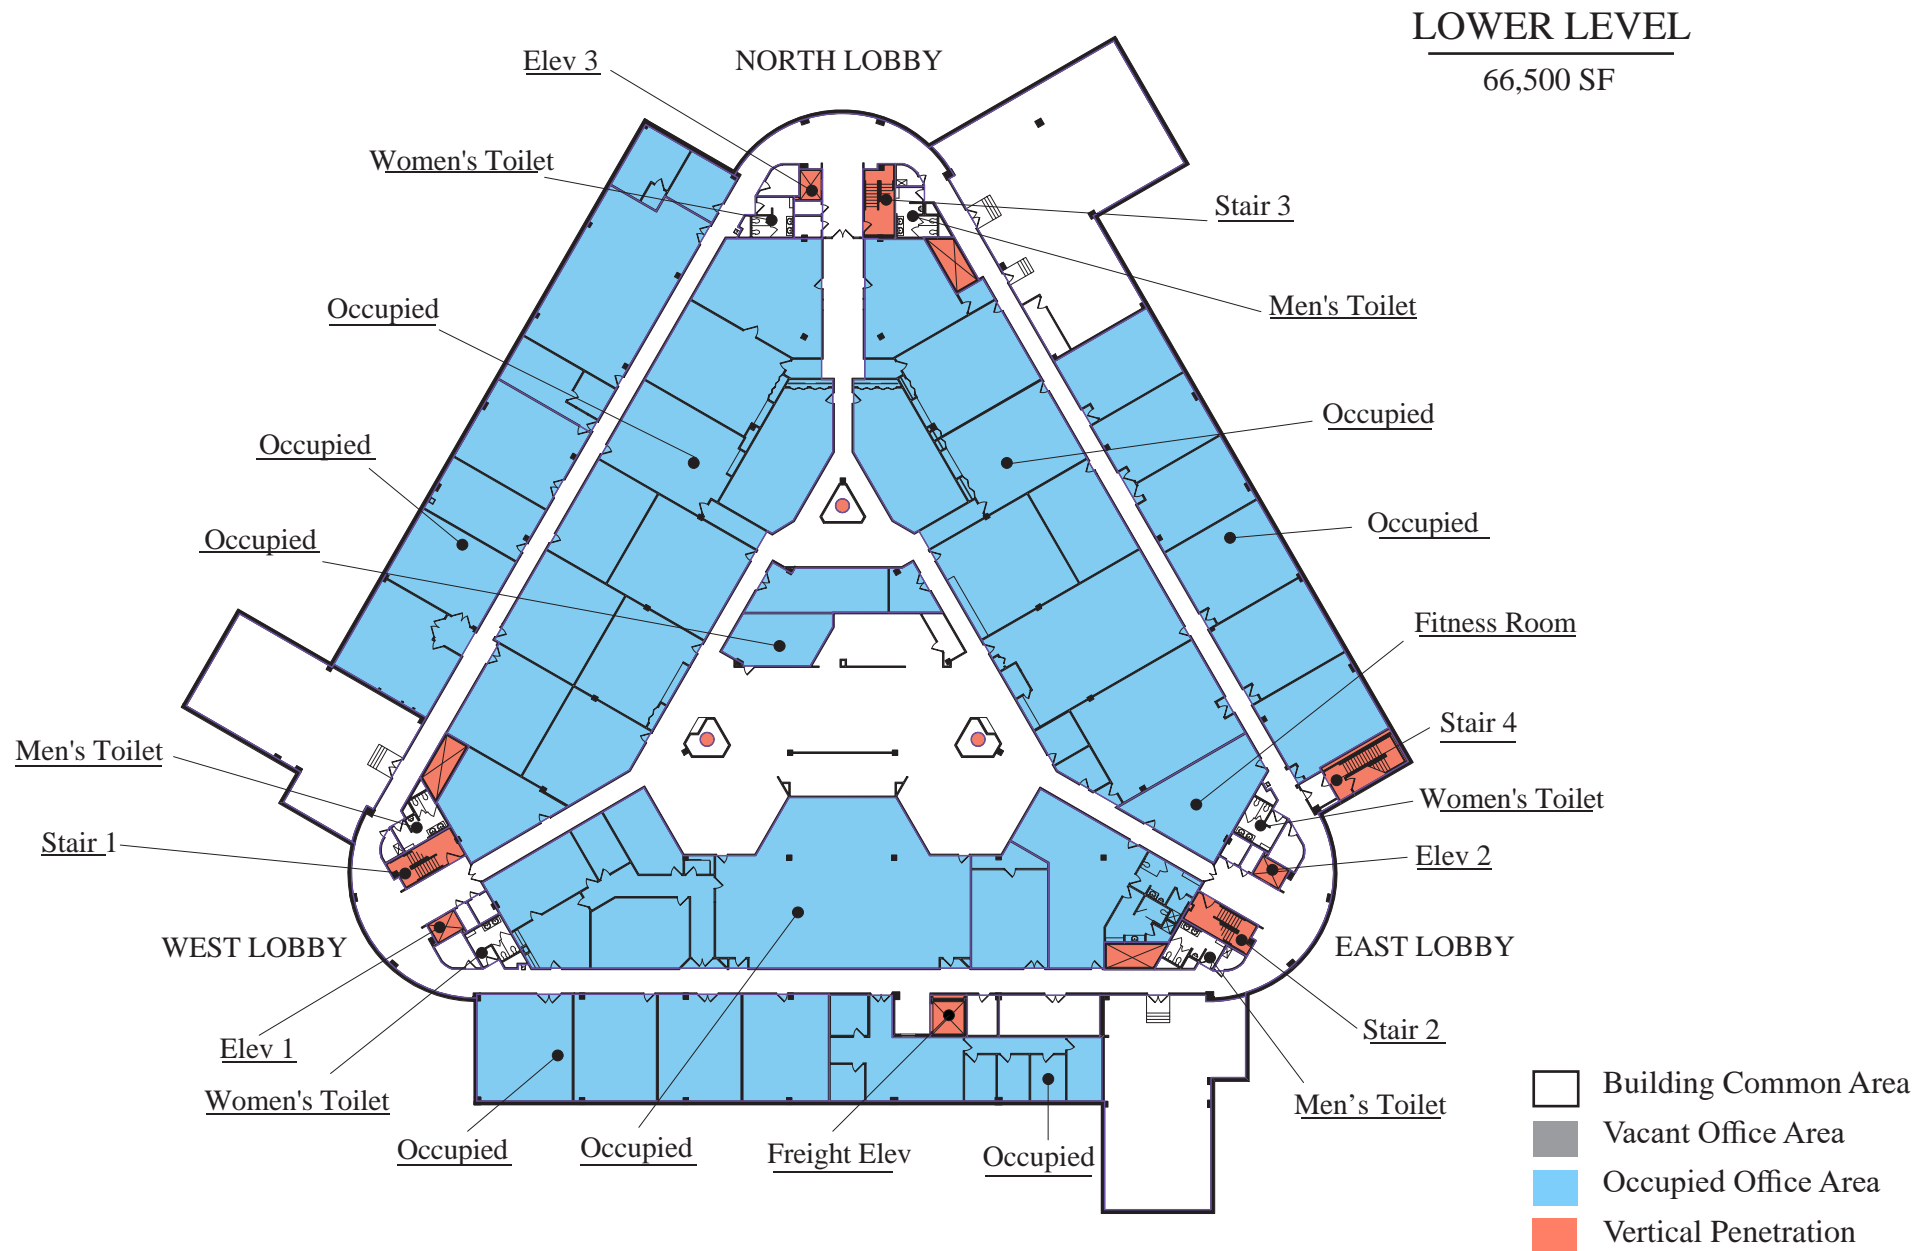 LOWER LEVEL
66,500 SF
NORTH LOBBY
Elev 3
Women's Toilet
Stair 3
Men's Toilet
Occupied
Occupied
Occupied
Occupied
Occupied
Fitness Room
Stair 4
Men's Toilet
Women's Toilet
Stair 1
Elev 2
WEST LOBBY
EAST LOBBY
Elev 1
Stair 2
Women's Toilet
Men’s Toilet
Occupied
Occupied
Freight Elev
Occupied
Building Common Area
Vacant Office Area
Occupied Office Area
Vertical Penetration